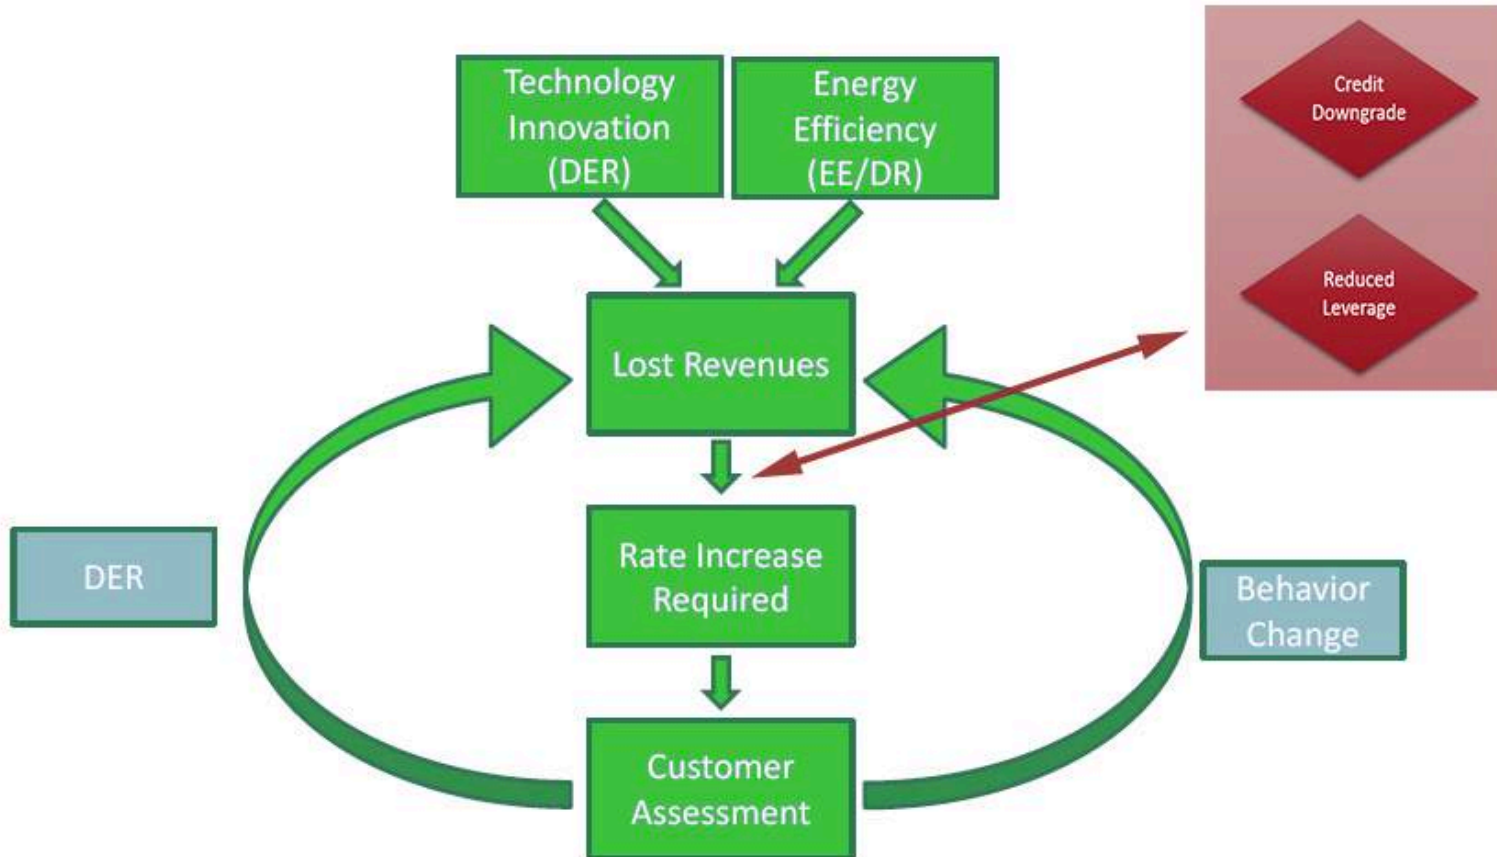 Technology
Innovation
(DER)
Energy
Efficiency
(EE/DR)
Credit
Downgrade
Reduced
Leverage
Lost Revenues
DER
Rate Increase
Required
Behavior
Change
Customer
Assessment